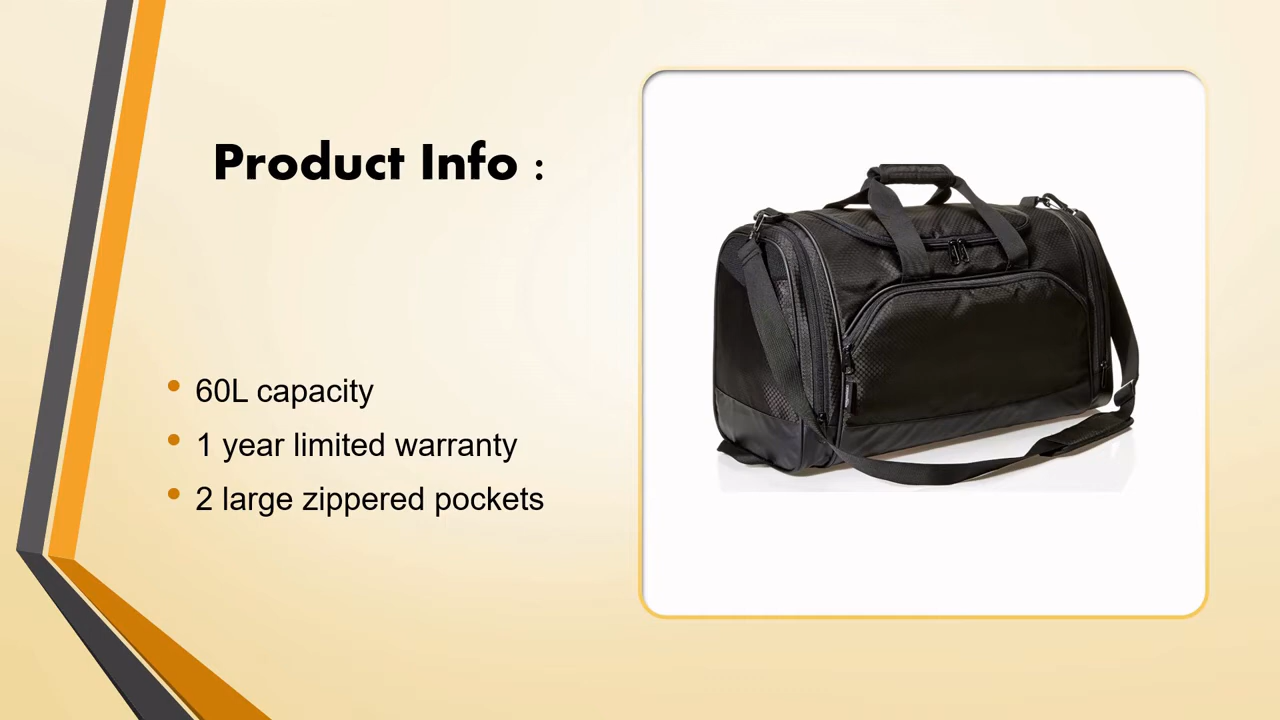 Product Info :
60L capacity
1 year limited warranty
2 large zippered pockets